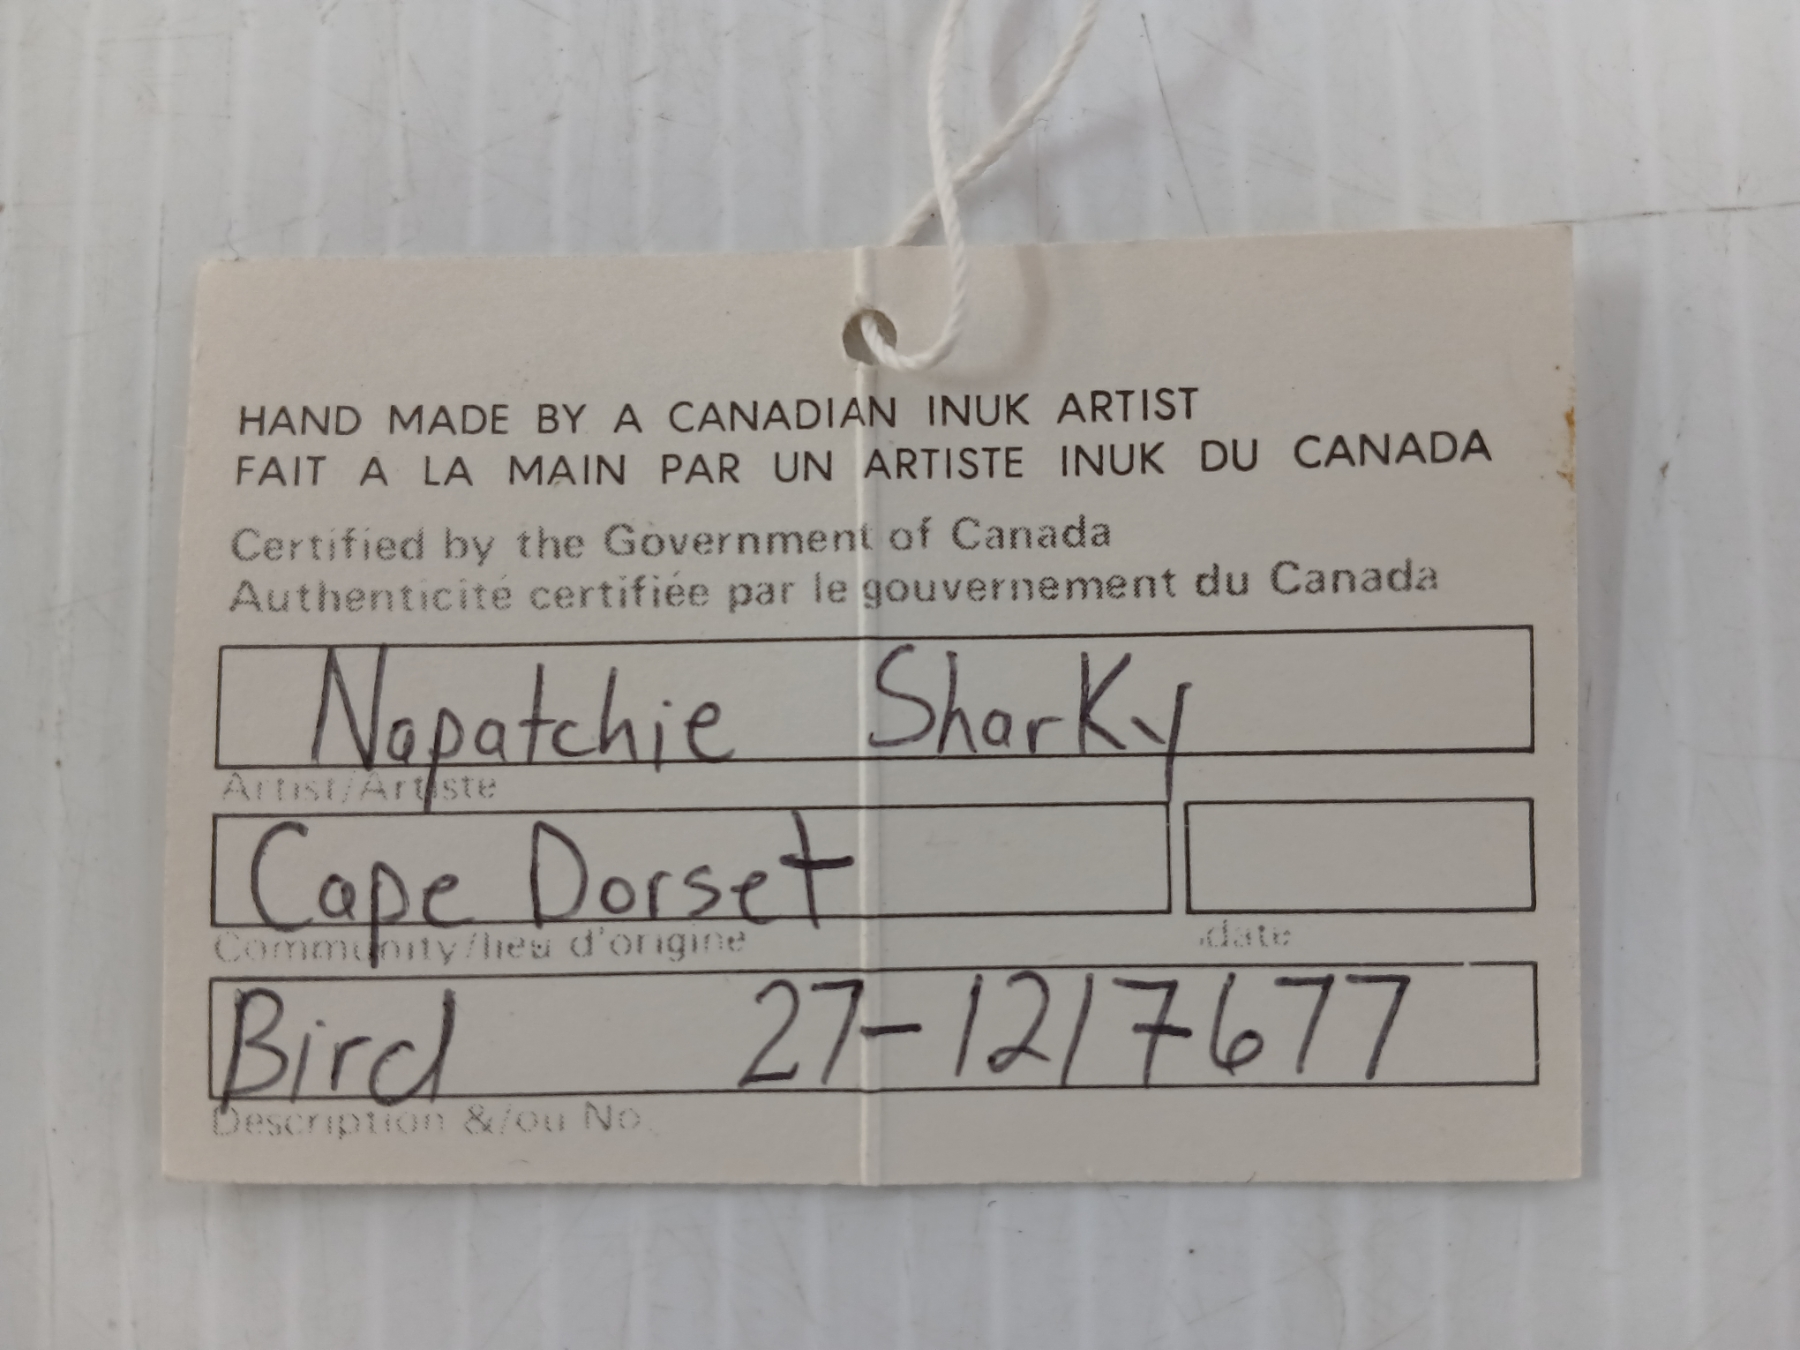 HAND MADE BY A CANADIAN INUK ARTIST
FAIT A LA MAIN PAR UN ARTISTE INUK DU CANADA
Certified by the Government of Canada
Authenticité certifiée par le gouvernement du Canada
Napatchie Sharky
Artist/Artiste
Cape Dorset
Community/lieu d'origine date
Bird 27-1217677
Description &/ou No.